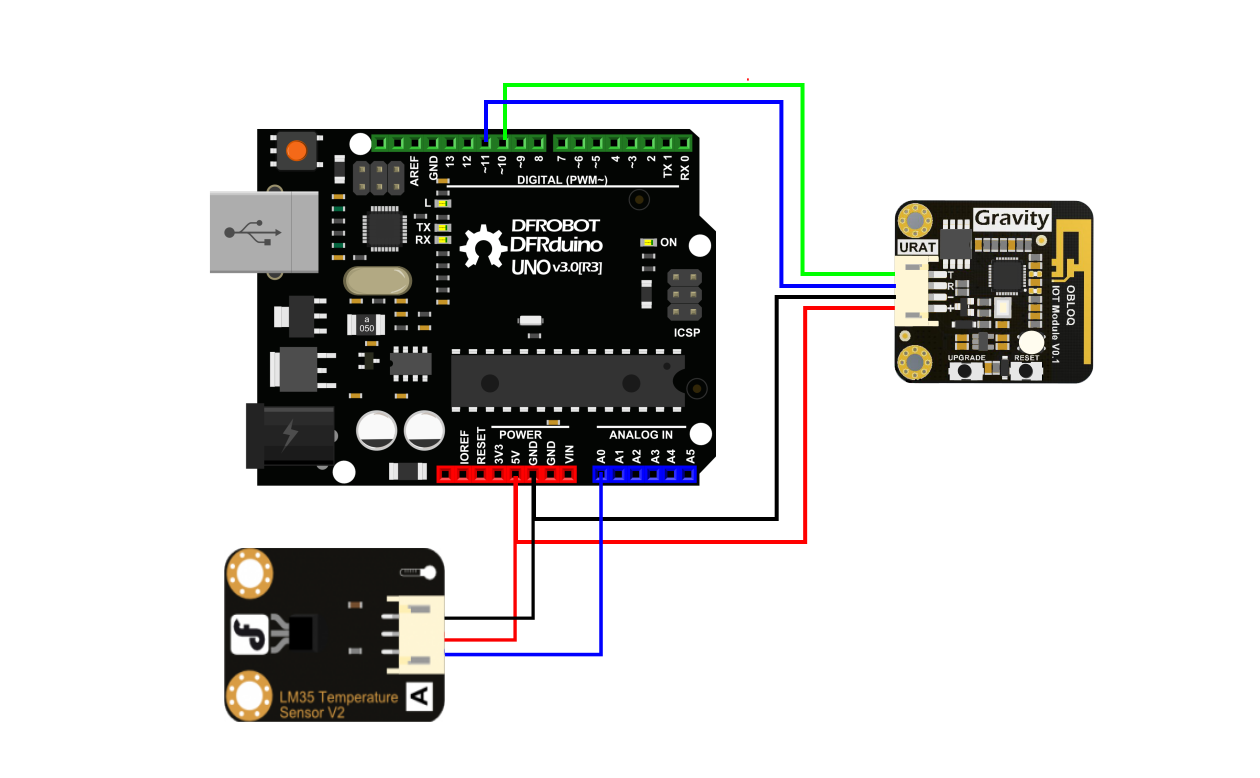 AREF
GND
13
12
~11
~10
~9
8
7
~6
~5
4
~3
2
TX 1
RX 0
DIGITAL (PWM~)
L
TX
RX
DFROBOT
DFRduino
UNO v3.0[R3]
ON
ICSP
a
050
POWER
ANALOG IN
IOREF
RESET
3V3
5V
GND
GND
VIN
A0
A1
A2
A3
A4
A5
Gravity
URAT
T
R
-
+
OBLOQ
IOT Module V0.1
UPGRADE
RESET
LM35 Temperature
Sensor V2
A